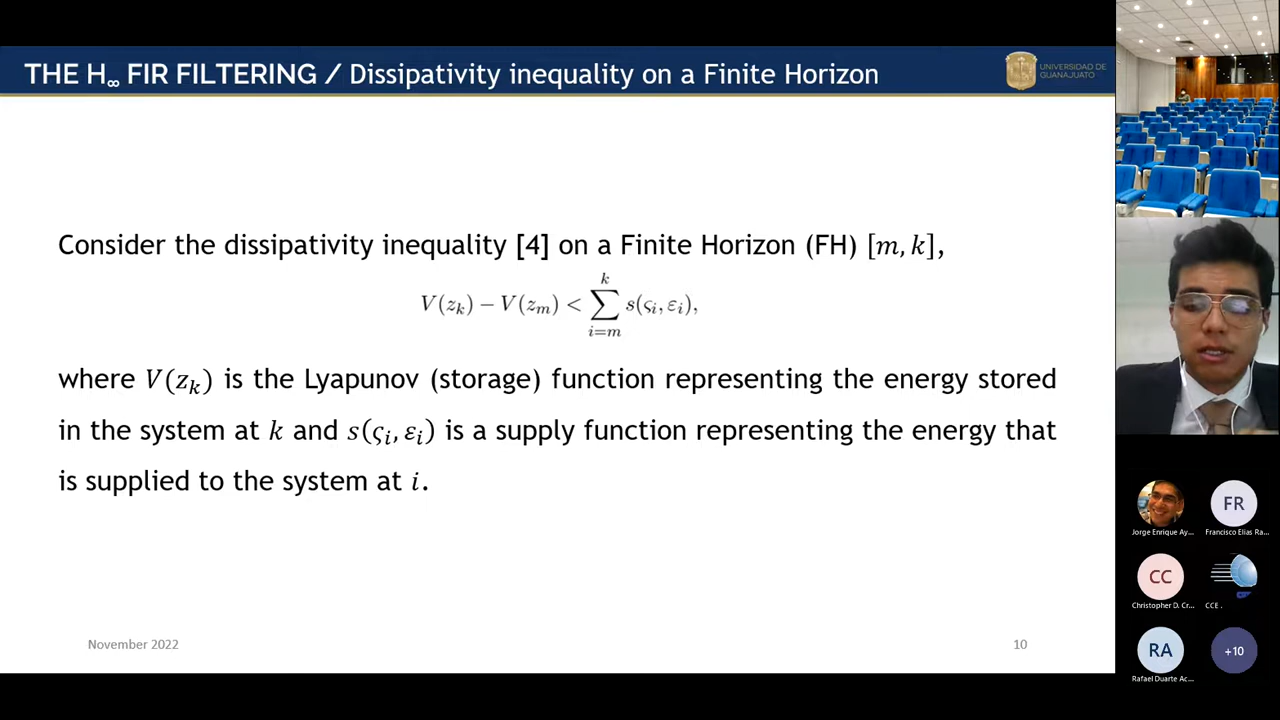 THE H∞ FIR FILTERING / Dissipativity inequality on a Finite Horizon
UNIVERSIDAD DE
GUANAJUATO
Consider the dissipativity inequality [4] on a Finite Horizon (FH) [m, k],
V(z_k) − V(z_m) < ∑_{i=m}^{k} s(ς_i, ε_i),
where V(z_k) is the Lyapunov (storage) function representing the energy stored
in the system at k and s(ς_i, ε_i) is a supply function representing the energy that
is supplied to the system at i.
November 2022
10
Jorge Enrique Ay...
FR
Francisco Elias Ra...
CC
Christopher D. Cr...
CCE .
RA
Rafael Duarte Ac...
+10